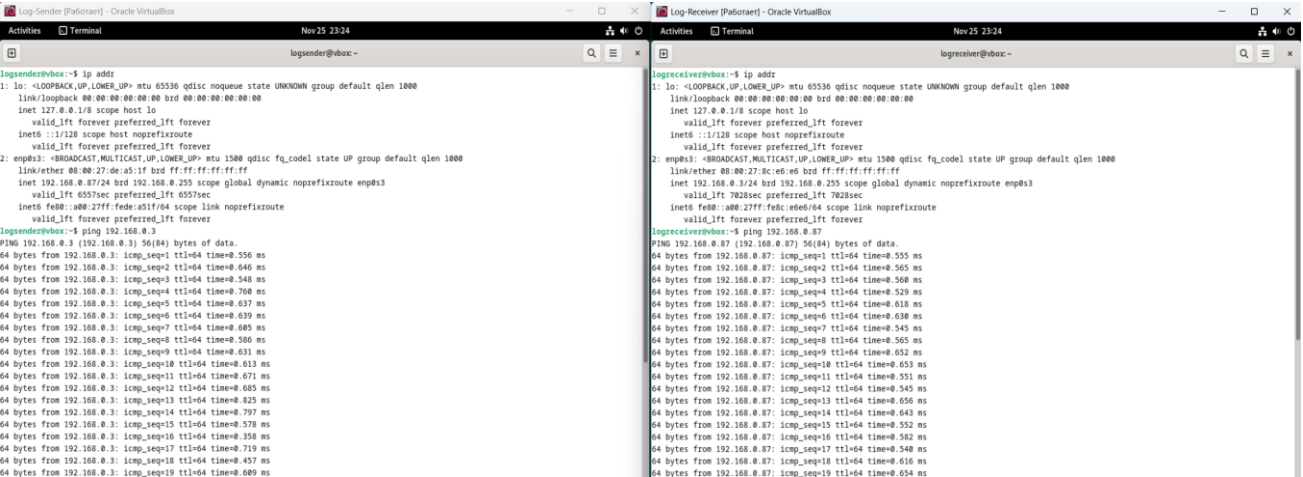 Log-Sender [Работает] - Oracle VirtualBox
Activities Terminal Nov 25 23:24
logsender@vbox: ~
logsender@vbox:~$ ip addr
1: lo: <LOOPBACK,UP,LOWER_UP> mtu 65536 qdisc noqueue state UNKNOWN group default qlen 1000
link/loopback 00:00:00:00:00:00 brd 00:00:00:00:00:00
inet 127.0.0.1/8 scope host lo
valid_lft forever preferred_lft forever
inet6 ::1/128 scope host noprefixroute
valid_lft forever preferred_lft forever
2: enp0s3: <BROADCAST,MULTICAST,UP,LOWER_UP> mtu 1500 qdisc fq_codel state UP group default qlen 1000
link/ether 08:00:27:de:a5:1f brd ff:ff:ff:ff:ff:ff
inet 192.168.0.87/24 brd 192.168.0.255 scope global dynamic noprefixroute enp0s3
valid_lft 6557sec preferred_lft 6557sec
inet6 fe80::a00:27ff:fede:a51f/64 scope link noprefixroute
valid_lft forever preferred_lft forever
logsender@vbox:~$ ping 192.168.0.3
PING 192.168.0.3 (192.168.0.3) 56(84) bytes of data.
64 bytes from 192.168.0.3: icmp_seq=1 ttl=64 time=0.556 ms
64 bytes from 192.168.0.3: icmp_seq=2 ttl=64 time=0.646 ms
64 bytes from 192.168.0.3: icmp_seq=3 ttl=64 time=0.548 ms
64 bytes from 192.168.0.3: icmp_seq=4 ttl=64 time=0.760 ms
64 bytes from 192.168.0.3: icmp_seq=5 ttl=64 time=0.637 ms
64 bytes from 192.168.0.3: icmp_seq=6 ttl=64 time=0.639 ms
64 bytes from 192.168.0.3: icmp_seq=7 ttl=64 time=0.605 ms
64 bytes from 192.168.0.3: icmp_seq=8 ttl=64 time=0.586 ms
64 bytes from 192.168.0.3: icmp_seq=9 ttl=64 time=0.631 ms
64 bytes from 192.168.0.3: icmp_seq=10 ttl=64 time=0.613 ms
64 bytes from 192.168.0.3: icmp_seq=11 ttl=64 time=0.671 ms
64 bytes from 192.168.0.3: icmp_seq=12 ttl=64 time=0.685 ms
64 bytes from 192.168.0.3: icmp_seq=13 ttl=64 time=0.825 ms
64 bytes from 192.168.0.3: icmp_seq=14 ttl=64 time=0.797 ms
64 bytes from 192.168.0.3: icmp_seq=15 ttl=64 time=0.578 ms
64 bytes from 192.168.0.3: icmp_seq=16 ttl=64 time=0.358 ms
64 bytes from 192.168.0.3: icmp_seq=17 ttl=64 time=0.719 ms
64 bytes from 192.168.0.3: icmp_seq=18 ttl=64 time=0.457 ms
64 bytes from 192.168.0.3: icmp_seq=19 ttl=64 time=0.609 ms
Log-Receiver [Работает] - Oracle VirtualBox
Activities Terminal Nov 25 23:24
logreceiver@vbox: ~
logreceiver@vbox:~$ ip addr
1: lo: <LOOPBACK,UP,LOWER_UP> mtu 65536 qdisc noqueue state UNKNOWN group default qlen 1000
link/loopback 00:00:00:00:00:00 brd 00:00:00:00:00:00
inet 127.0.0.1/8 scope host lo
valid_lft forever preferred_lft forever
inet6 ::1/128 scope host noprefixroute
valid_lft forever preferred_lft forever
2: enp0s3: <BROADCAST,MULTICAST,UP,LOWER_UP> mtu 1500 qdisc fq_codel state UP group default qlen 1000
link/ether 08:00:27:8c:e6:e6 brd ff:ff:ff:ff:ff:ff
inet 192.168.0.3/24 brd 192.168.0.255 scope global dynamic noprefixroute enp0s3
valid_lft 7028sec preferred_lft 7028sec
inet6 fe80::a00:27ff:fe8c:e6e6/64 scope link noprefixroute
valid_lft forever preferred_lft forever
logreceiver@vbox:~$ ping 192.168.0.87
PING 192.168.0.87 (192.168.0.87) 56(84) bytes of data.
64 bytes from 192.168.0.87: icmp_seq=1 ttl=64 time=0.555 ms
64 bytes from 192.168.0.87: icmp_seq=2 ttl=64 time=0.565 ms
64 bytes from 192.168.0.87: icmp_seq=3 ttl=64 time=0.560 ms
64 bytes from 192.168.0.87: icmp_seq=4 ttl=64 time=0.529 ms
64 bytes from 192.168.0.87: icmp_seq=5 ttl=64 time=0.618 ms
64 bytes from 192.168.0.87: icmp_seq=6 ttl=64 time=0.630 ms
64 bytes from 192.168.0.87: icmp_seq=7 ttl=64 time=0.545 ms
64 bytes from 192.168.0.87: icmp_seq=8 ttl=64 time=0.565 ms
64 bytes from 192.168.0.87: icmp_seq=9 ttl=64 time=0.652 ms
64 bytes from 192.168.0.87: icmp_seq=10 ttl=64 time=0.653 ms
64 bytes from 192.168.0.87: icmp_seq=11 ttl=64 time=0.551 ms
64 bytes from 192.168.0.87: icmp_seq=12 ttl=64 time=0.545 ms
64 bytes from 192.168.0.87: icmp_seq=13 ttl=64 time=0.656 ms
64 bytes from 192.168.0.87: icmp_seq=14 ttl=64 time=0.643 ms
64 bytes from 192.168.0.87: icmp_seq=15 ttl=64 time=0.552 ms
64 bytes from 192.168.0.87: icmp_seq=16 ttl=64 time=0.582 ms
64 bytes from 192.168.0.87: icmp_seq=17 ttl=64 time=0.540 ms
64 bytes from 192.168.0.87: icmp_seq=18 ttl=64 time=0.616 ms
64 bytes from 192.168.0.87: icmp_seq=19 ttl=64 time=0.654 ms